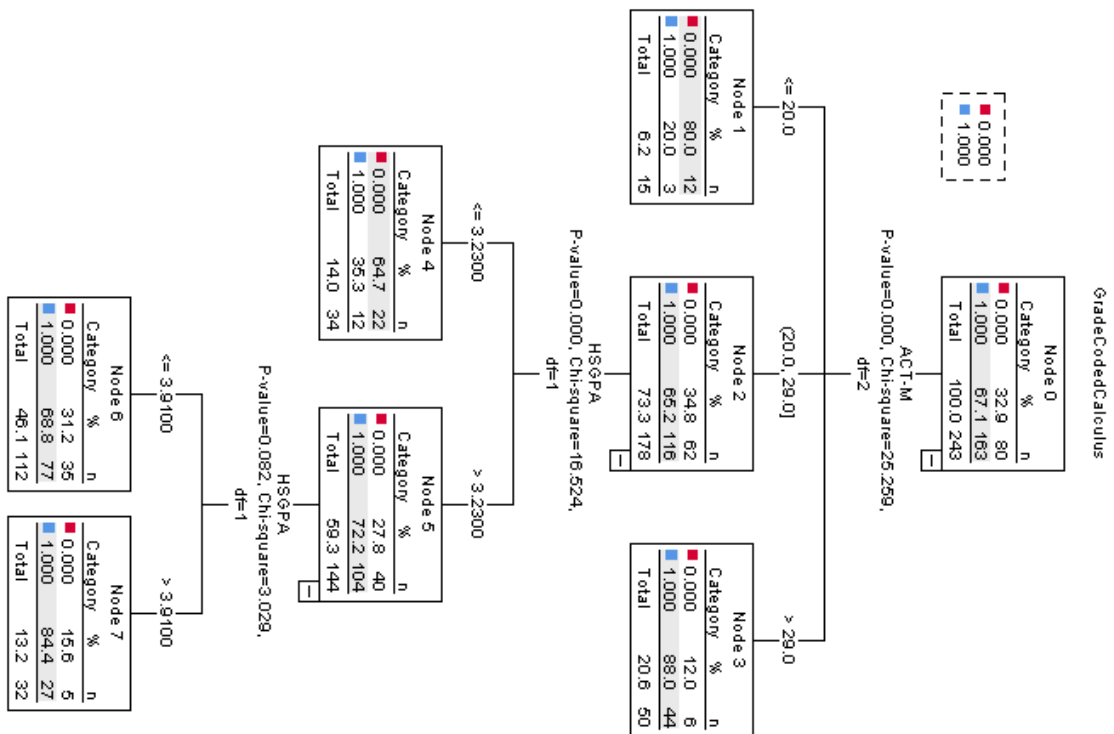 GradeCodedCalculus
0.000
1.000
Node 0
Category % n
0.000 32.9 80
1.000 67.1 163
Total 100.0 243
ACT-M
P-value=0.000, Chi-square=25.259,
df=2
<= 20.0
(20.0, 29.0]
> 29.0
Node 1
Category % n
0.000 80.0 12
1.000 20.0 3
Total 6.2 15
Node 2
Category % n
0.000 34.8 62
1.000 65.2 116
Total 73.3 178
Node 3
Category % n
0.000 12.0 6
1.000 88.0 44
Total 20.6 50
HSGPA
P-value=0.000, Chi-square=16.524,
df=1
<= 3.2300
> 3.2300
Node 4
Category % n
0.000 64.7 22
1.000 35.3 12
Total 14.0 34
Node 5
Category % n
0.000 27.8 40
1.000 72.2 104
Total 59.3 144
HSGPA
P-value=0.082, Chi-square=3.029,
df=1
<= 3.9100
> 3.9100
Node 6
Category % n
0.000 31.2 35
1.000 68.8 77
Total 46.1 112
Node 7
Category % n
0.000 15.6 5
1.000 84.4 27
Total 13.2 32